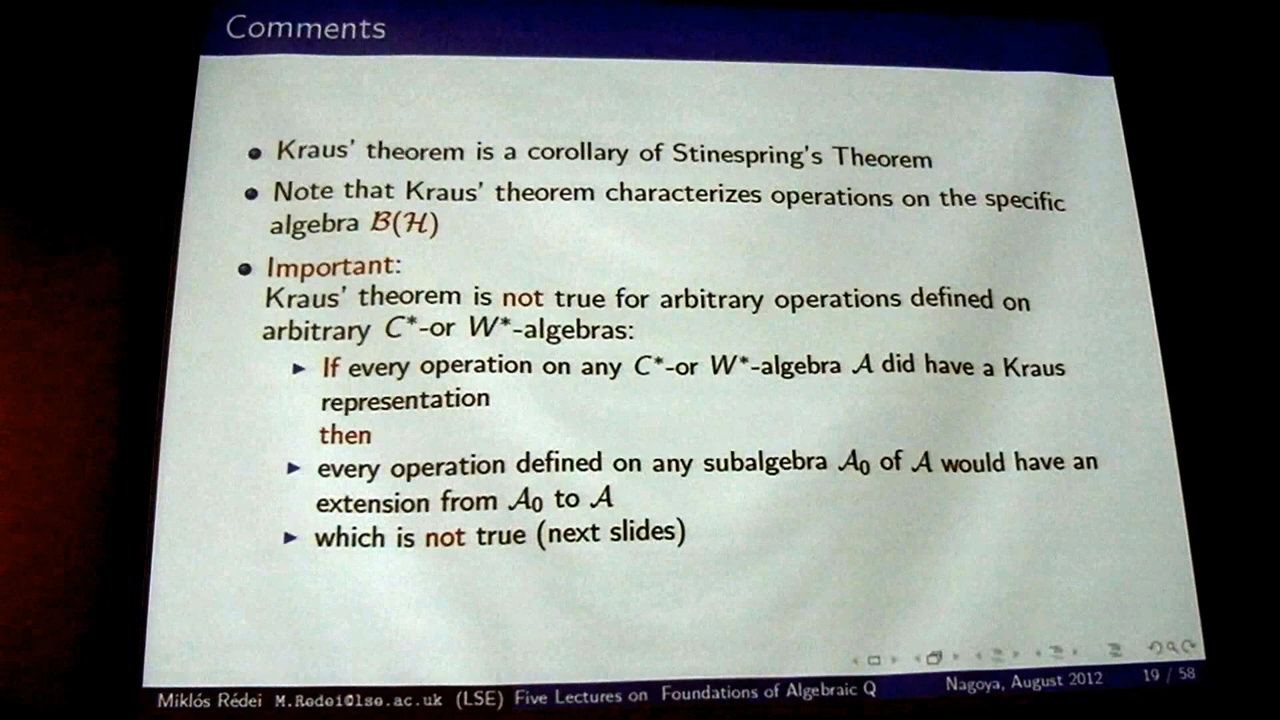 Comments
• Kraus' theorem is a corollary of Stinespring's Theorem
• Note that Kraus' theorem characterizes operations on the specific
algebra B(H)
• Important:
Kraus' theorem is not true for arbitrary operations defined on
arbitrary C*-or W*-algebras:
▶ If every operation on any C*-or W*-algebra A did have a Kraus
representation
then
▶ every operation defined on any subalgebra A₀ of A would have an
extension from A₀ to A
▶ which is not true (next slides)
Miklós Rédei M.Redei@lse.ac.uk (LSE) Five Lectures on Foundations of Algebraic Q Nagoya, August 2012 19 / 58